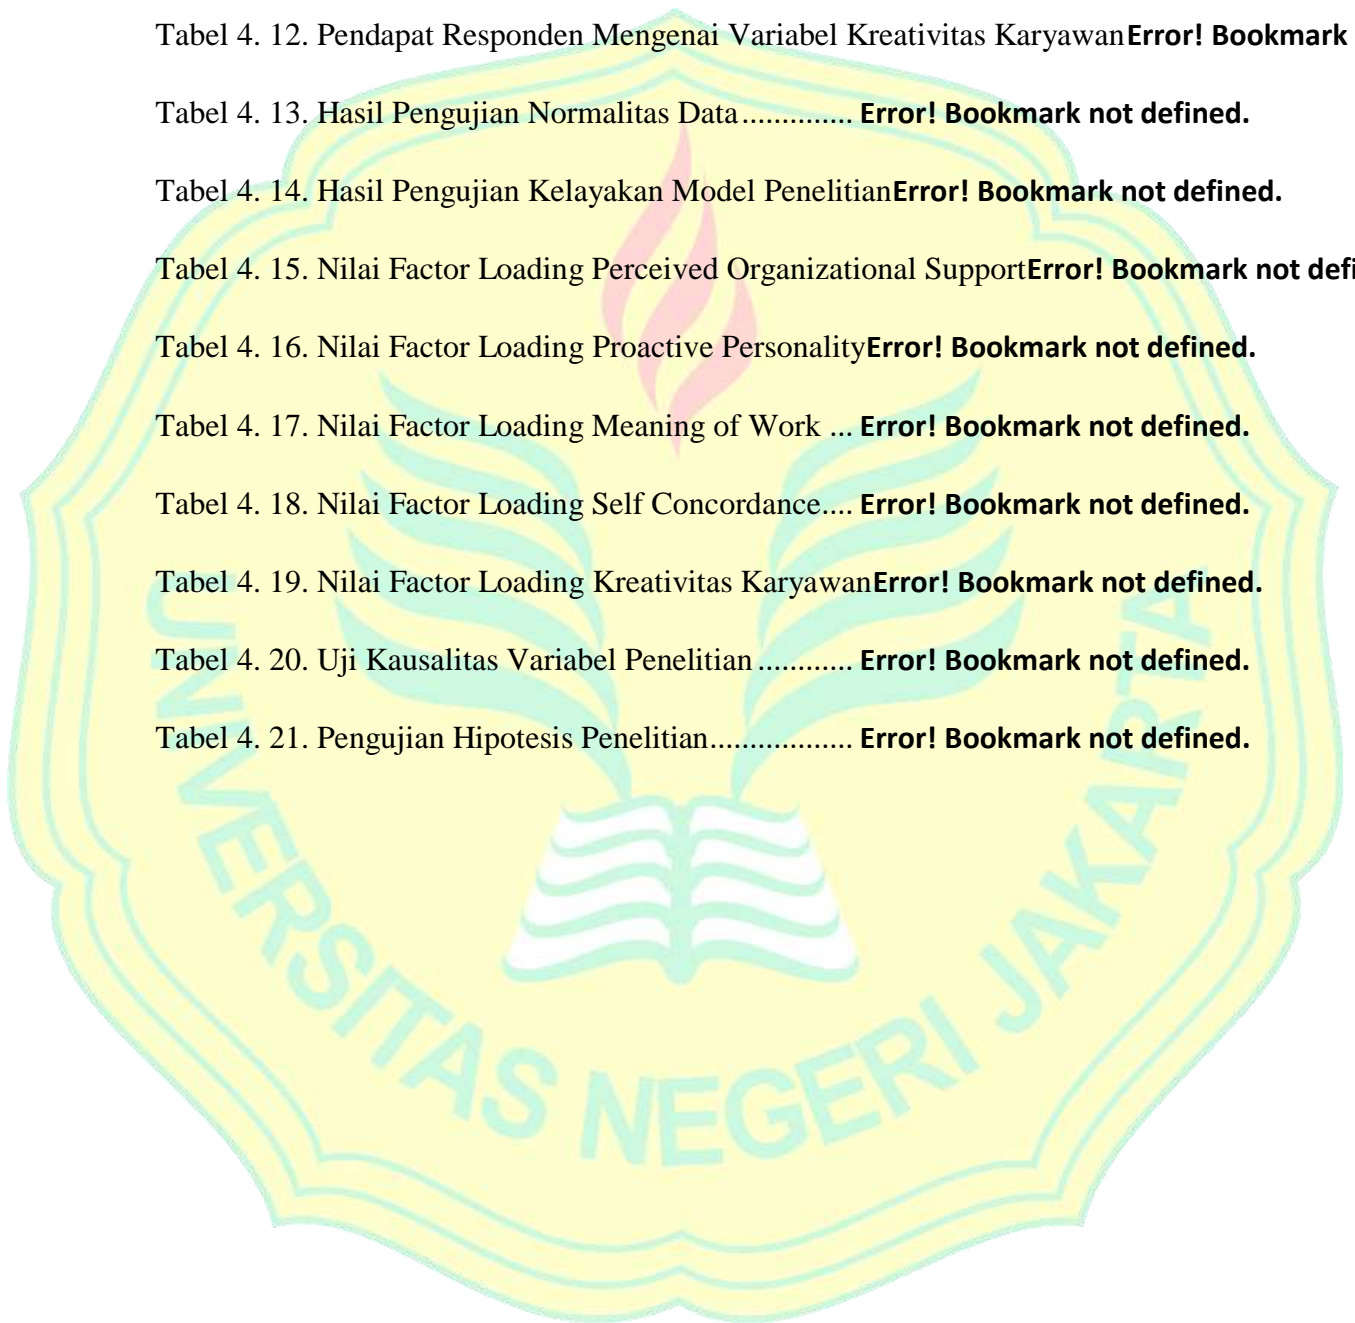 Tabel 4. 12. Pendapat Responden Mengenai Variabel Kreativitas KaryawanError! Bookmark
Tabel 4. 13. Hasil Pengujian Normalitas Data.............. Error! Bookmark not defined.
Tabel 4. 14. Hasil Pengujian Kelayakan Model PenelitianError! Bookmark not defined.
Tabel 4. 15. Nilai Factor Loading Perceived Organizational SupportError! Bookmark not defi
Tabel 4. 16. Nilai Factor Loading Proactive PersonalityError! Bookmark not defined.
Tabel 4. 17. Nilai Factor Loading Meaning of Work ... Error! Bookmark not defined.
Tabel 4. 18. Nilai Factor Loading Self Concordance.... Error! Bookmark not defined.
Tabel 4. 19. Nilai Factor Loading Kreativitas KaryawanError! Bookmark not defined.
Tabel 4. 20. Uji Kausalitas Variabel Penelitian ............ Error! Bookmark not defined.
Tabel 4. 21. Pengujian Hipotesis Penelitian.................. Error! Bookmark not defined.
UNIVERSITAS NEGERI JAKARTA